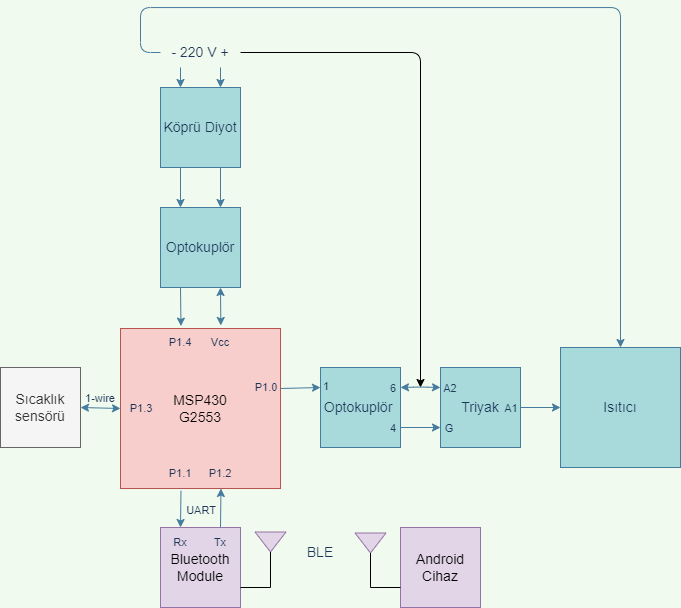 - 220 V +
Köprü Diyot
Optokuplör
P1.4 Vcc
Sıcaklık
sensörü
1-wire
P1.3
MSP430
G2553
P1.0
1
Optokuplör
6
4
A2
Triyak
A1
G
Isıtıcı
P1.1 P1.2
UART
Rx Tx
Bluetooth
Module
BLE
Android
Cihaz